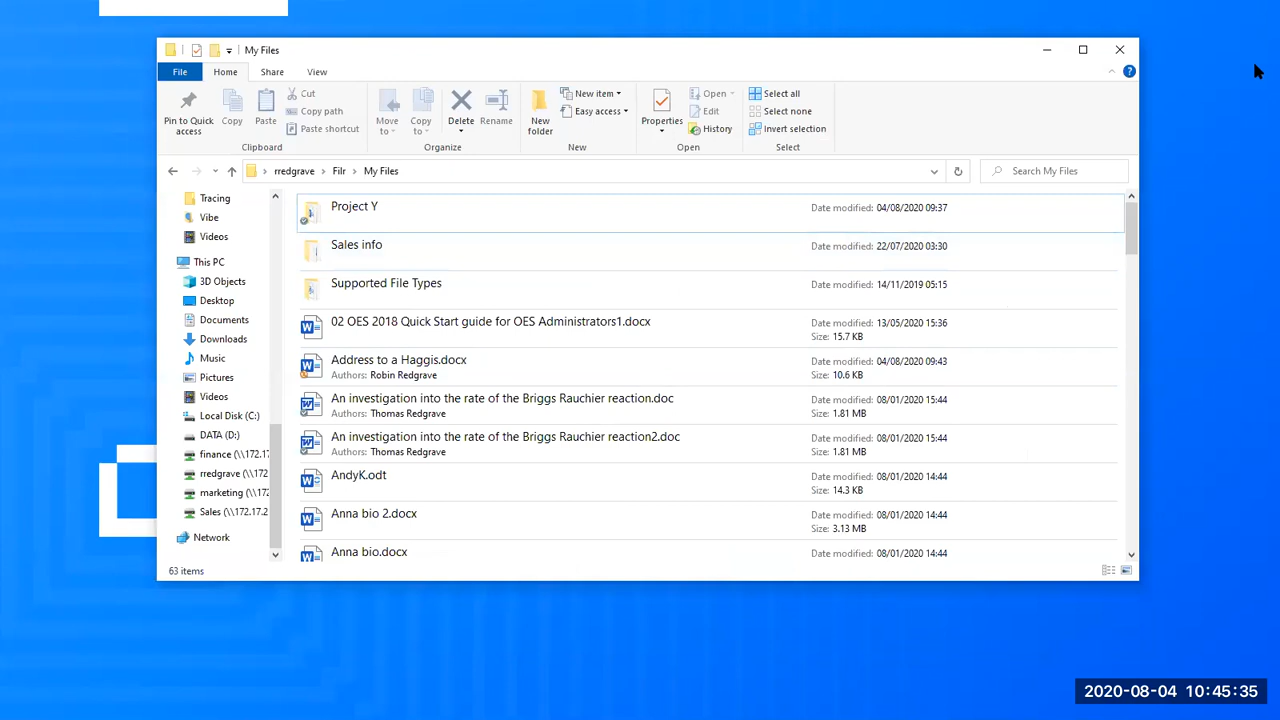 My Files
File Home Share View
Pin to Quick access
Copy
Paste
Cut
Copy path
Paste shortcut
Clipboard
Move to
Copy to
Delete
Rename
Organize
New folder
New item
Easy access
New
Properties
Open
Edit
History
Open
Select all
Select none
Invert selection
Select
rredgrave > Filr > My Files
Search My Files
Tracing
Vibe
Videos
This PC
3D Objects
Desktop
Documents
Downloads
Music
Pictures
Videos
Local Disk (C:)
DATA (D:)
finance (\\172.17
rredgrave (\\172
marketing (\\172.
Sales (\\172.17.2
Network
Project Y Date modified: 04/08/2020 09:37
Sales info Date modified: 22/07/2020 03:30
Supported File Types Date modified: 14/11/2019 05:15
02 OES 2018 Quick Start guide for OES Administrators1.docx Date modified: 13/05/2020 15:36
Size: 15.7 KB
Address to a Haggis.docx Date modified: 04/08/2020 09:43
Authors: Robin Redgrave Size: 10.6 KB
An investigation into the rate of the Briggs Rauchier reaction.doc Date modified: 08/01/2020 15:44
Authors: Thomas Redgrave Size: 1.81 MB
An investigation into the rate of the Briggs Rauchier reaction2.doc Date modified: 08/01/2020 15:44
Authors: Thomas Redgrave Size: 1.81 MB
AndyK.odt Date modified: 08/01/2020 14:44
Size: 14.3 KB
Anna bio 2.docx Date modified: 08/01/2020 14:44
Size: 3.13 MB
Anna bio.docx Date modified: 08/01/2020 14:44
63 items
2020-08-04 10:45:35